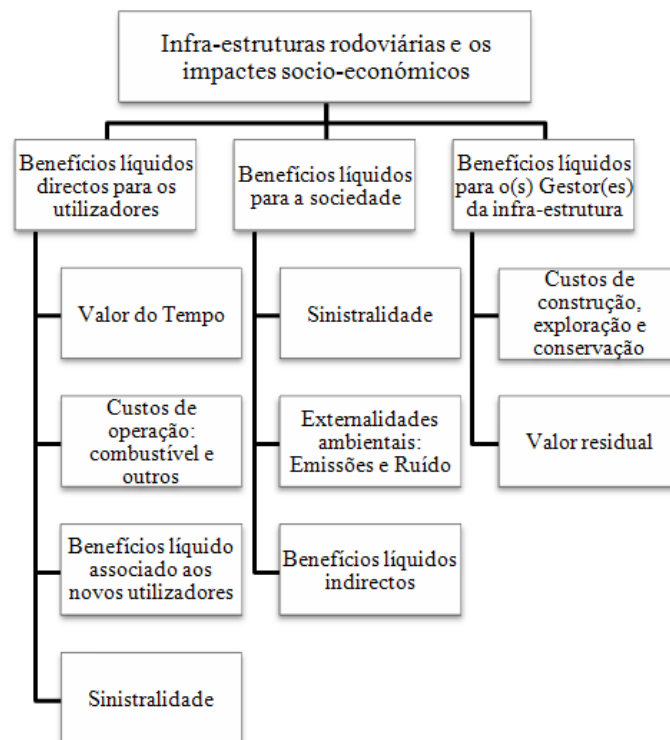 Infra-estruturas rodoviárias e os
impactes socio-económicos
Benefícios líquidos
directos para os
utilizadores
Benefícios líquidos
para a sociedade
Benefícios líquidos
para o(s) Gestor(es)
da infra-estrutura
Valor do Tempo
Custos de
operação:
combustível e
outros
Benefícios líquido
associado aos
novos utilizadores
Sinistralidade
Sinistralidade
Externalidades
ambientais:
Emissões e Ruído
Benefícios líquidos
indirectos
Custos de
construção,
exploração e
conservação
Valor residual